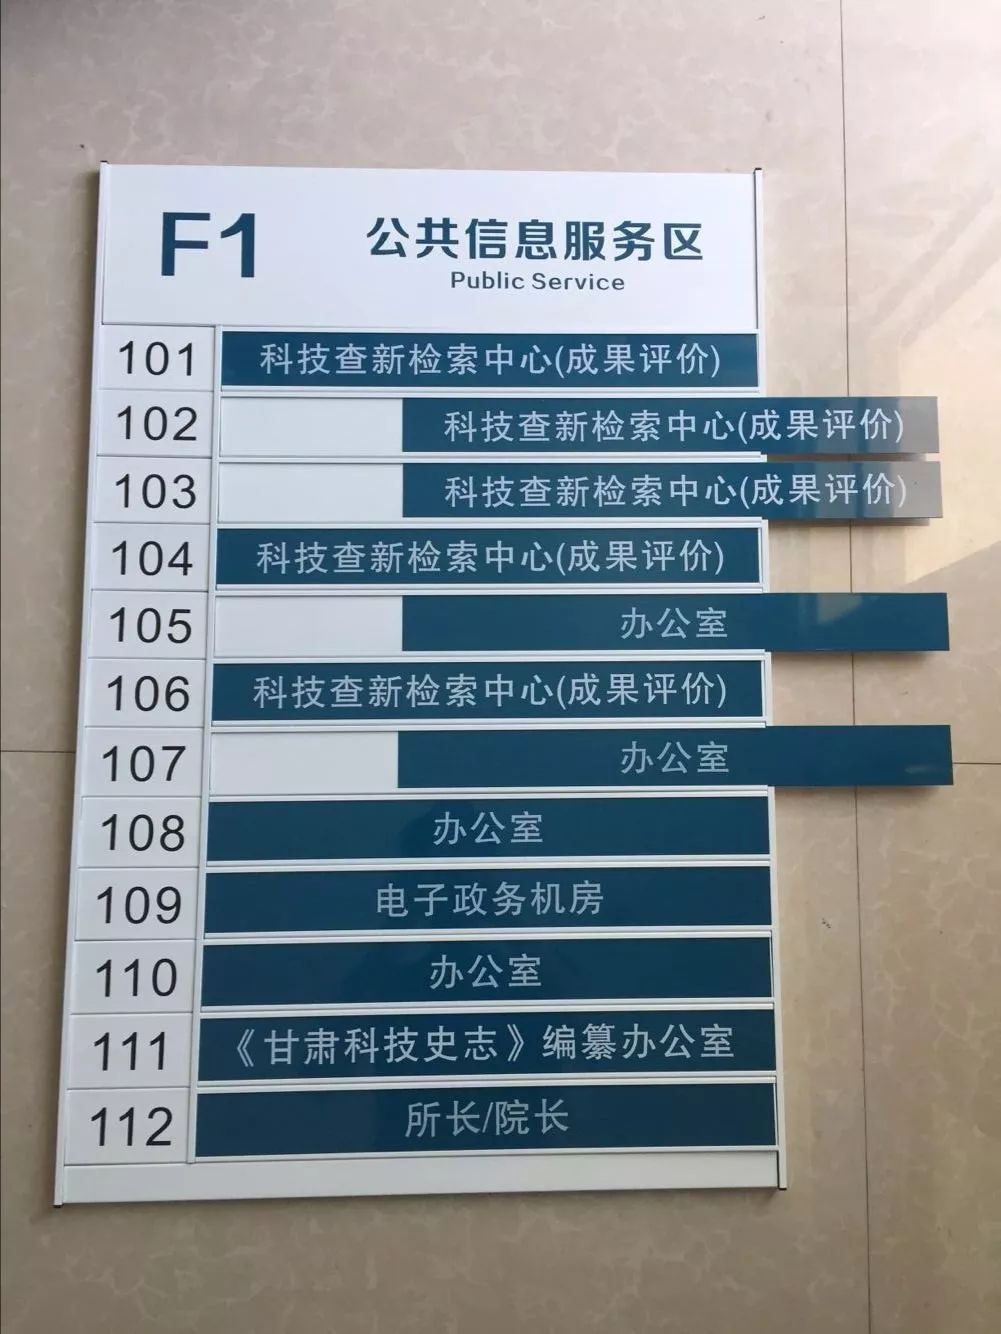 F1 公共信息服务区
Public Service
101 科技查新检索中心(成果评价)
102 科技查新检索中心(成果评价)
103 科技查新检索中心(成果评价)
104 科技查新检索中心(成果评价)
105 办公室
106 科技查新检索中心(成果评价)
107 办公室
108 办公室
109 电子政务机房
110 办公室
111 《甘肃科技史志》编纂办公室
112 所长/院长